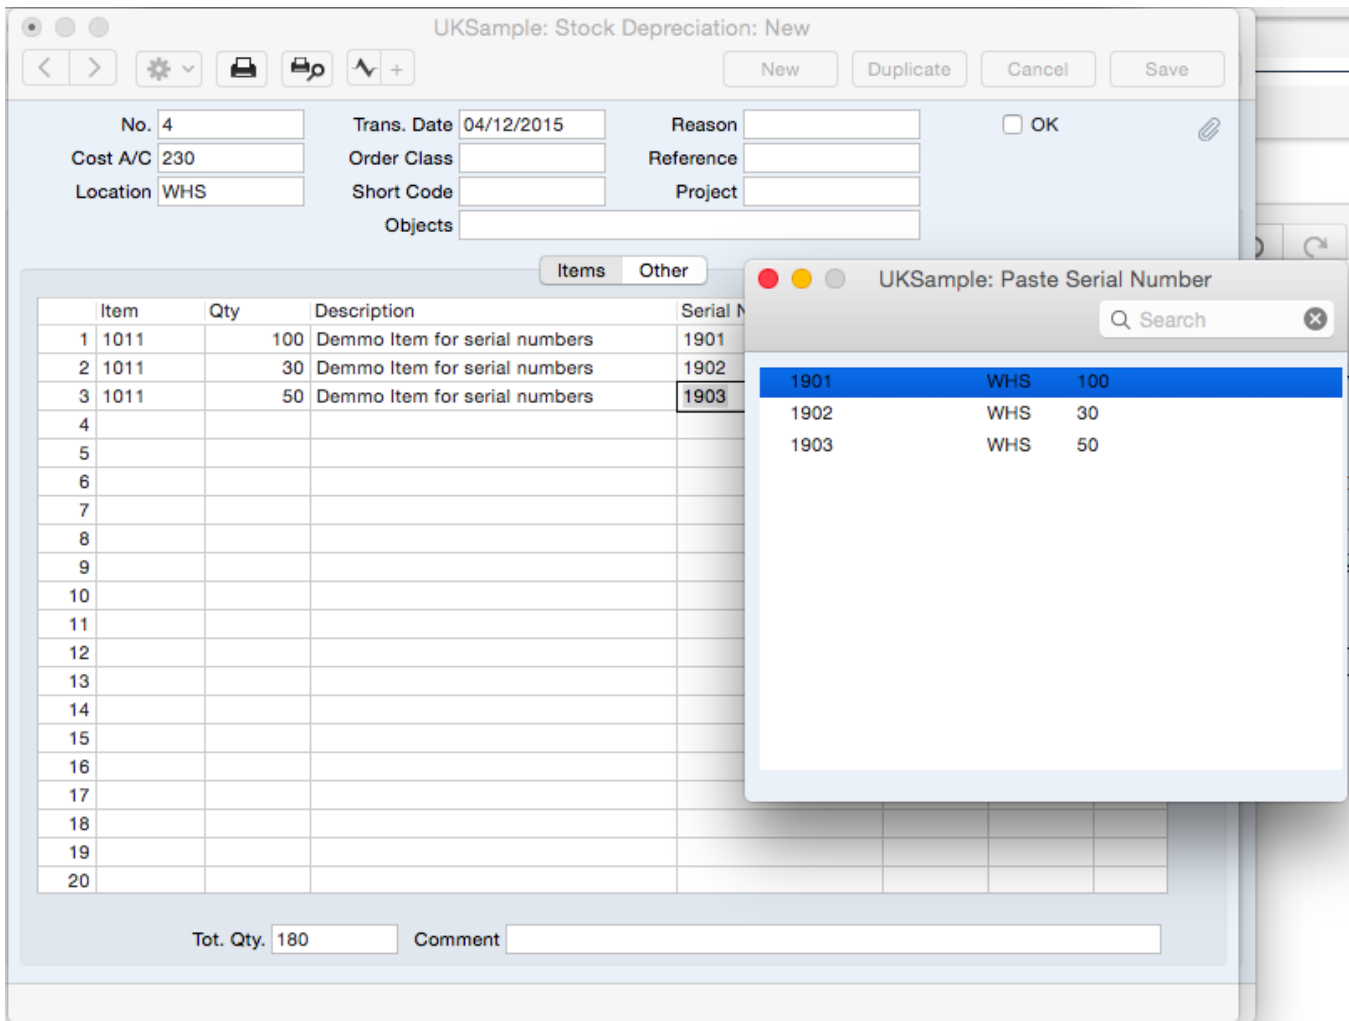 UKSample: Stock Depreciation: New
New Duplicate Cancel Save
No. 4 Trans. Date 04/12/2015 Reason OK
Cost A/C 230 Order Class Reference
Location WHS Short Code Project
Objects
Items Other
Item Qty Description Serial N
1 1011 100 Demmo Item for serial numbers 1901
2 1011 30 Demmo Item for serial numbers 1902
3 1011 50 Demmo Item for serial numbers 1903
4
5
6
7
8
9
10
11
12
13
14
15
16
17
18
19
20
Tot. Qty. 180 Comment
UKSample: Paste Serial Number
Search
1901 WHS 100
1902 WHS 30
1903 WHS 50